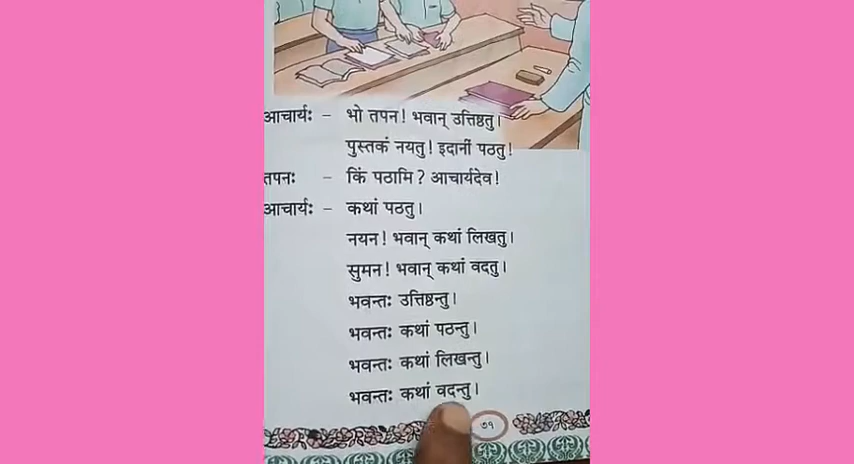 आचार्यः – भो तपन! भवान् उत्तिष्ठतु।
पुस्तकं नयतु! इदानीं पठतु!
तपनः – किं पठामि? आचार्यदेव!
आचार्यः – कथां पठतु।
नयन! भवान् कथां लिखतु।
सुमन! भवान् कथां वदतु।
भवन्तः उत्तिष्ठन्तु।
भवन्तः कथां पठन्तु।
भवन्तः कथां लिखन्तु।
भवन्तः कथां वदन्तु।
३१